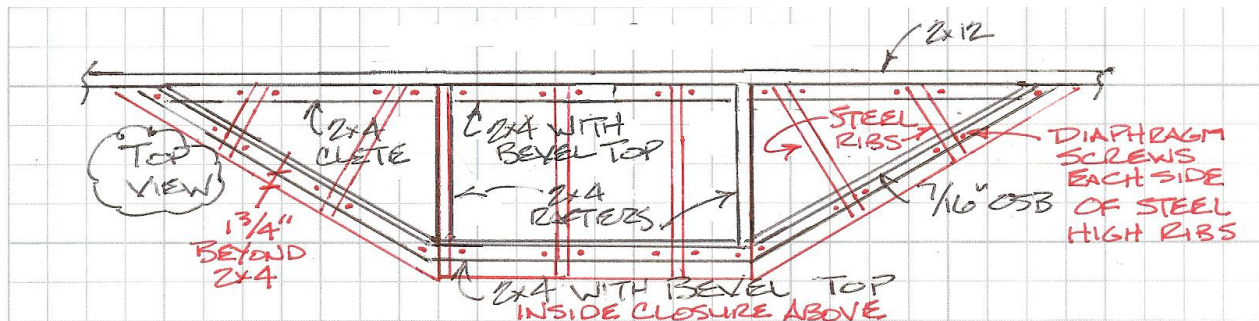 2x12
2x4
CLETE
2x4 WITH
BEVEL TOP
STEEL
RIBS
DIAPHRAGM
SCREWS
EACH SIDE
OF STEEL
HIGH RIBS
TOP
VIEW
2x4
RAFTERS
7/16" OSB
1 3/4"
BEYOND
2x4
2x4 WITH BEVEL TOP
INSIDE CLOSURE ABOVE